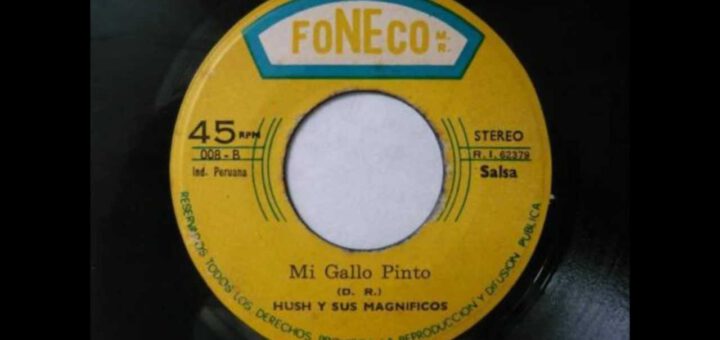 FONECO M.R.
45 RPM
STEREO
008-B
R.I. 62379
Ind. Peruana
Salsa
Mi Gallo Pinto
(D. R.)
HUSH Y SUS MAGNIFICOS
RESERVADOS TODOS LOS DERECHOS REPRODUCCION Y DIFUSION PUBLICA